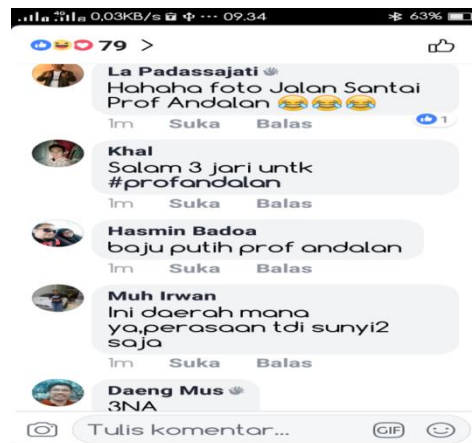 0,03KB/s ··· 09.34 63%
79 >
La Padassajati
Hahaha foto Jalan Santai
Prof Andalan 😂😂😂
1m Suka Balas 1
Khal
Salam 3 jari untk
#profandalan
1m Suka Balas
Hasmin Badoa
baju putih prof andalan
1m Suka Balas
Muh Irwan
Ini daerah mana
ya,perasaan tdi sunyi2
saja
1m Suka Balas
Daeng Mus
3NA
Tulis komentar... GIF